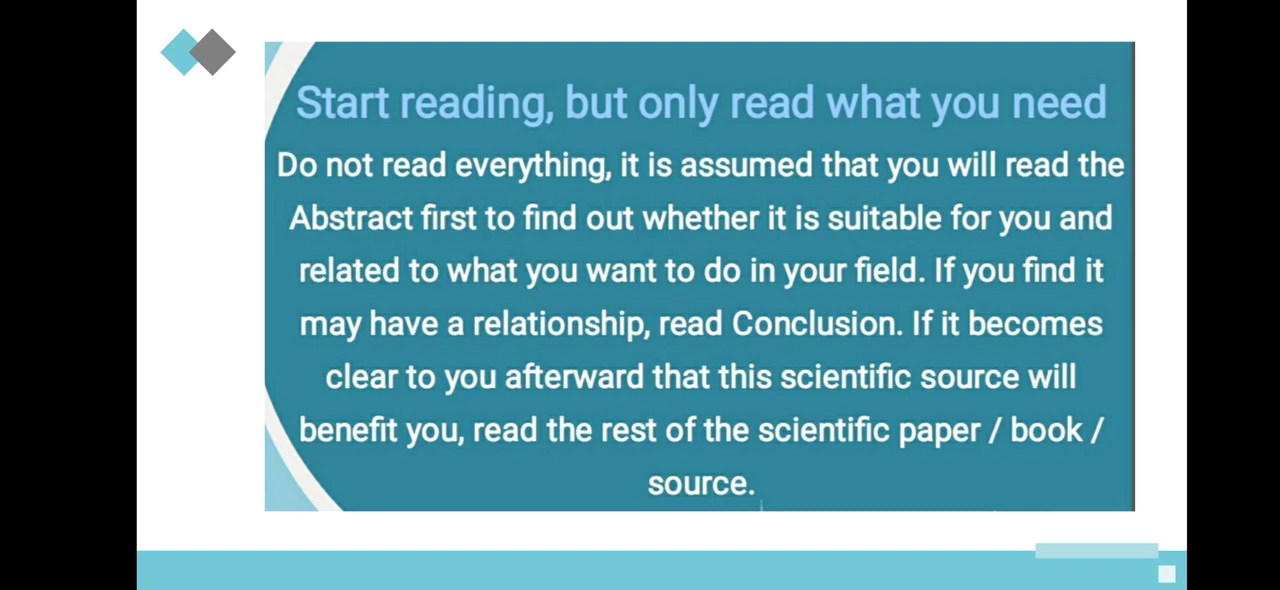 Start reading, but only read what you need
Do not read everything, it is assumed that you will read the
Abstract first to find out whether it is suitable for you and
related to what you want to do in your field. If you find it
may have a relationship, read Conclusion. If it becomes
clear to you afterward that this scientific source will
benefit you, read the rest of the scientific paper / book /
source.